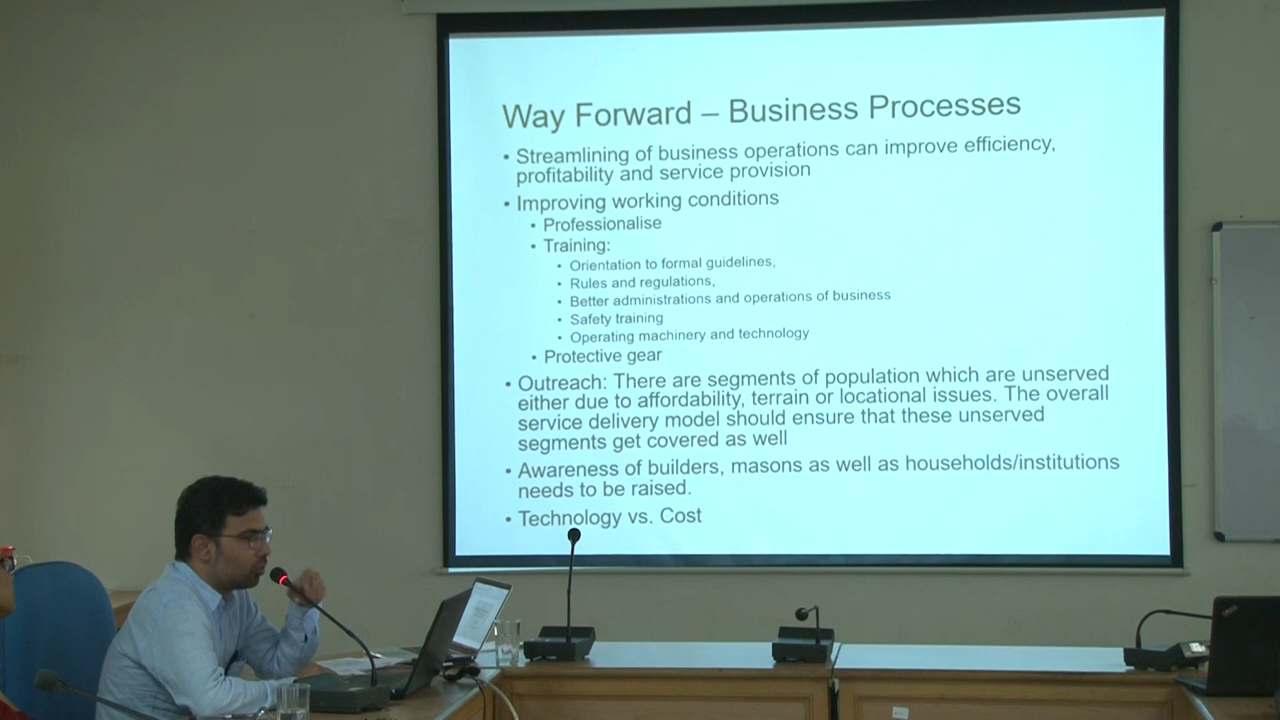 Way Forward – Business Processes
• Streamlining of business operations can improve efficiency,
profitability and service provision
• Improving working conditions
• Professionalise
• Training:
• Orientation to formal guidelines,
• Rules and regulations,
• Better administrations and operations of business
• Safety training
• Operating machinery and technology
• Protective gear
• Outreach: There are segments of population which are unserved
either due to affordability, terrain or locational issues. The overall
service delivery model should ensure that these unserved
segments get covered as well
• Awareness of builders, masons as well as households/institutions
needs to be raised.
• Technology vs. Cost